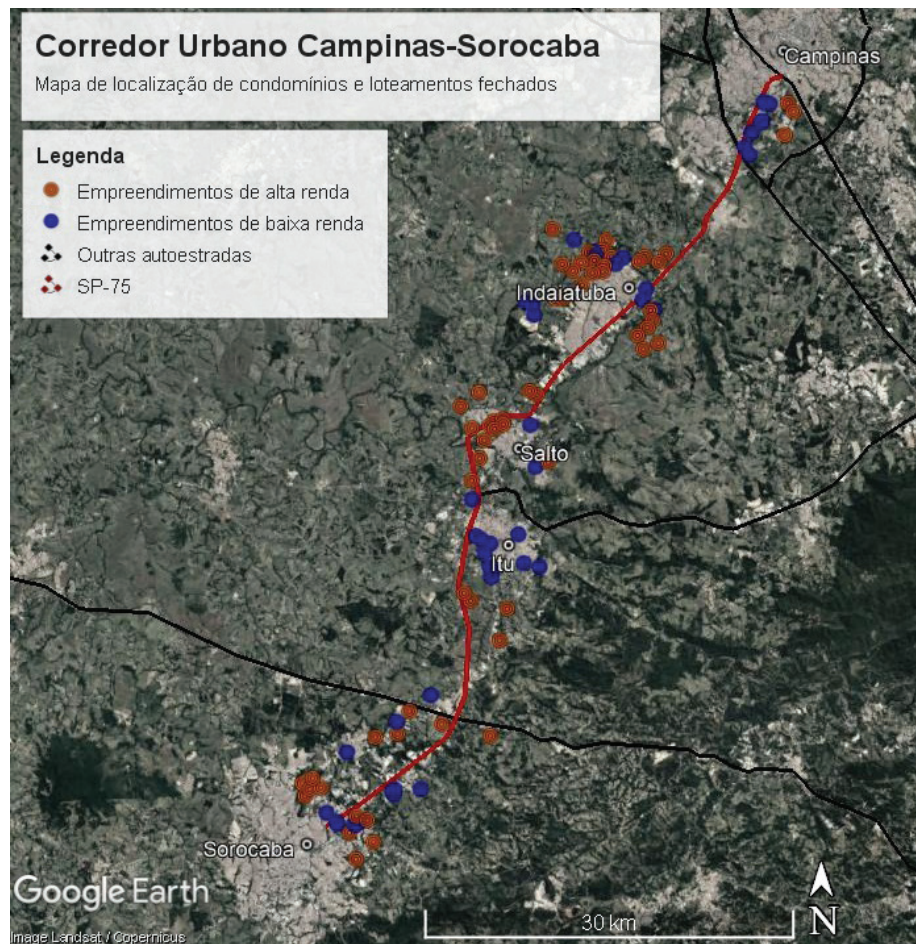 Corredor Urbano Campinas-Sorocaba
Mapa de localização de condomínios e loteamentos fechados
Legenda
Empreendimentos de alta renda
Empreendimentos de baixa renda
Outras autoestradas
SP-75
Campinas
Indaiatuba
Salto
Itu
Sorocaba
Google Earth
Image Landsat / Copernicus
30 km
N